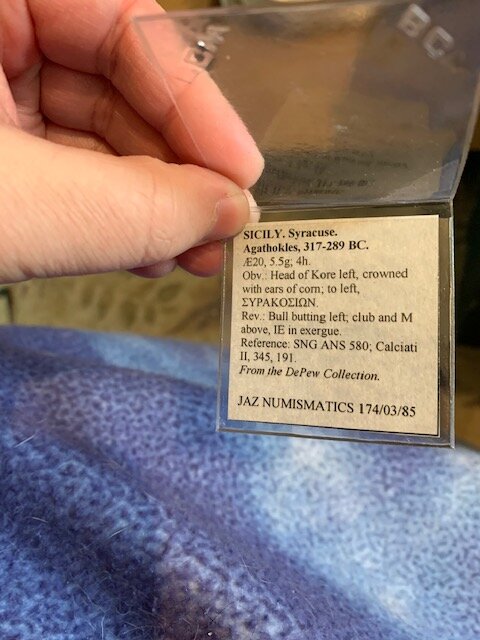 SICILY. Syracuse.
Agathokles, 317-289 BC.
Æ20, 5.5g; 4h.
Obv.: Head of Kore left, crowned
with ears of corn; to left,
ΣΥΡΑΚΟΣΙΩΝ.
Rev.: Bull butting left; club and M
above, IE in exergue.
Reference: SNG ANS 580; Calciati
II, 345, 191.
From the DePew Collection.
JAZ NUMISMATICS 174/03/85